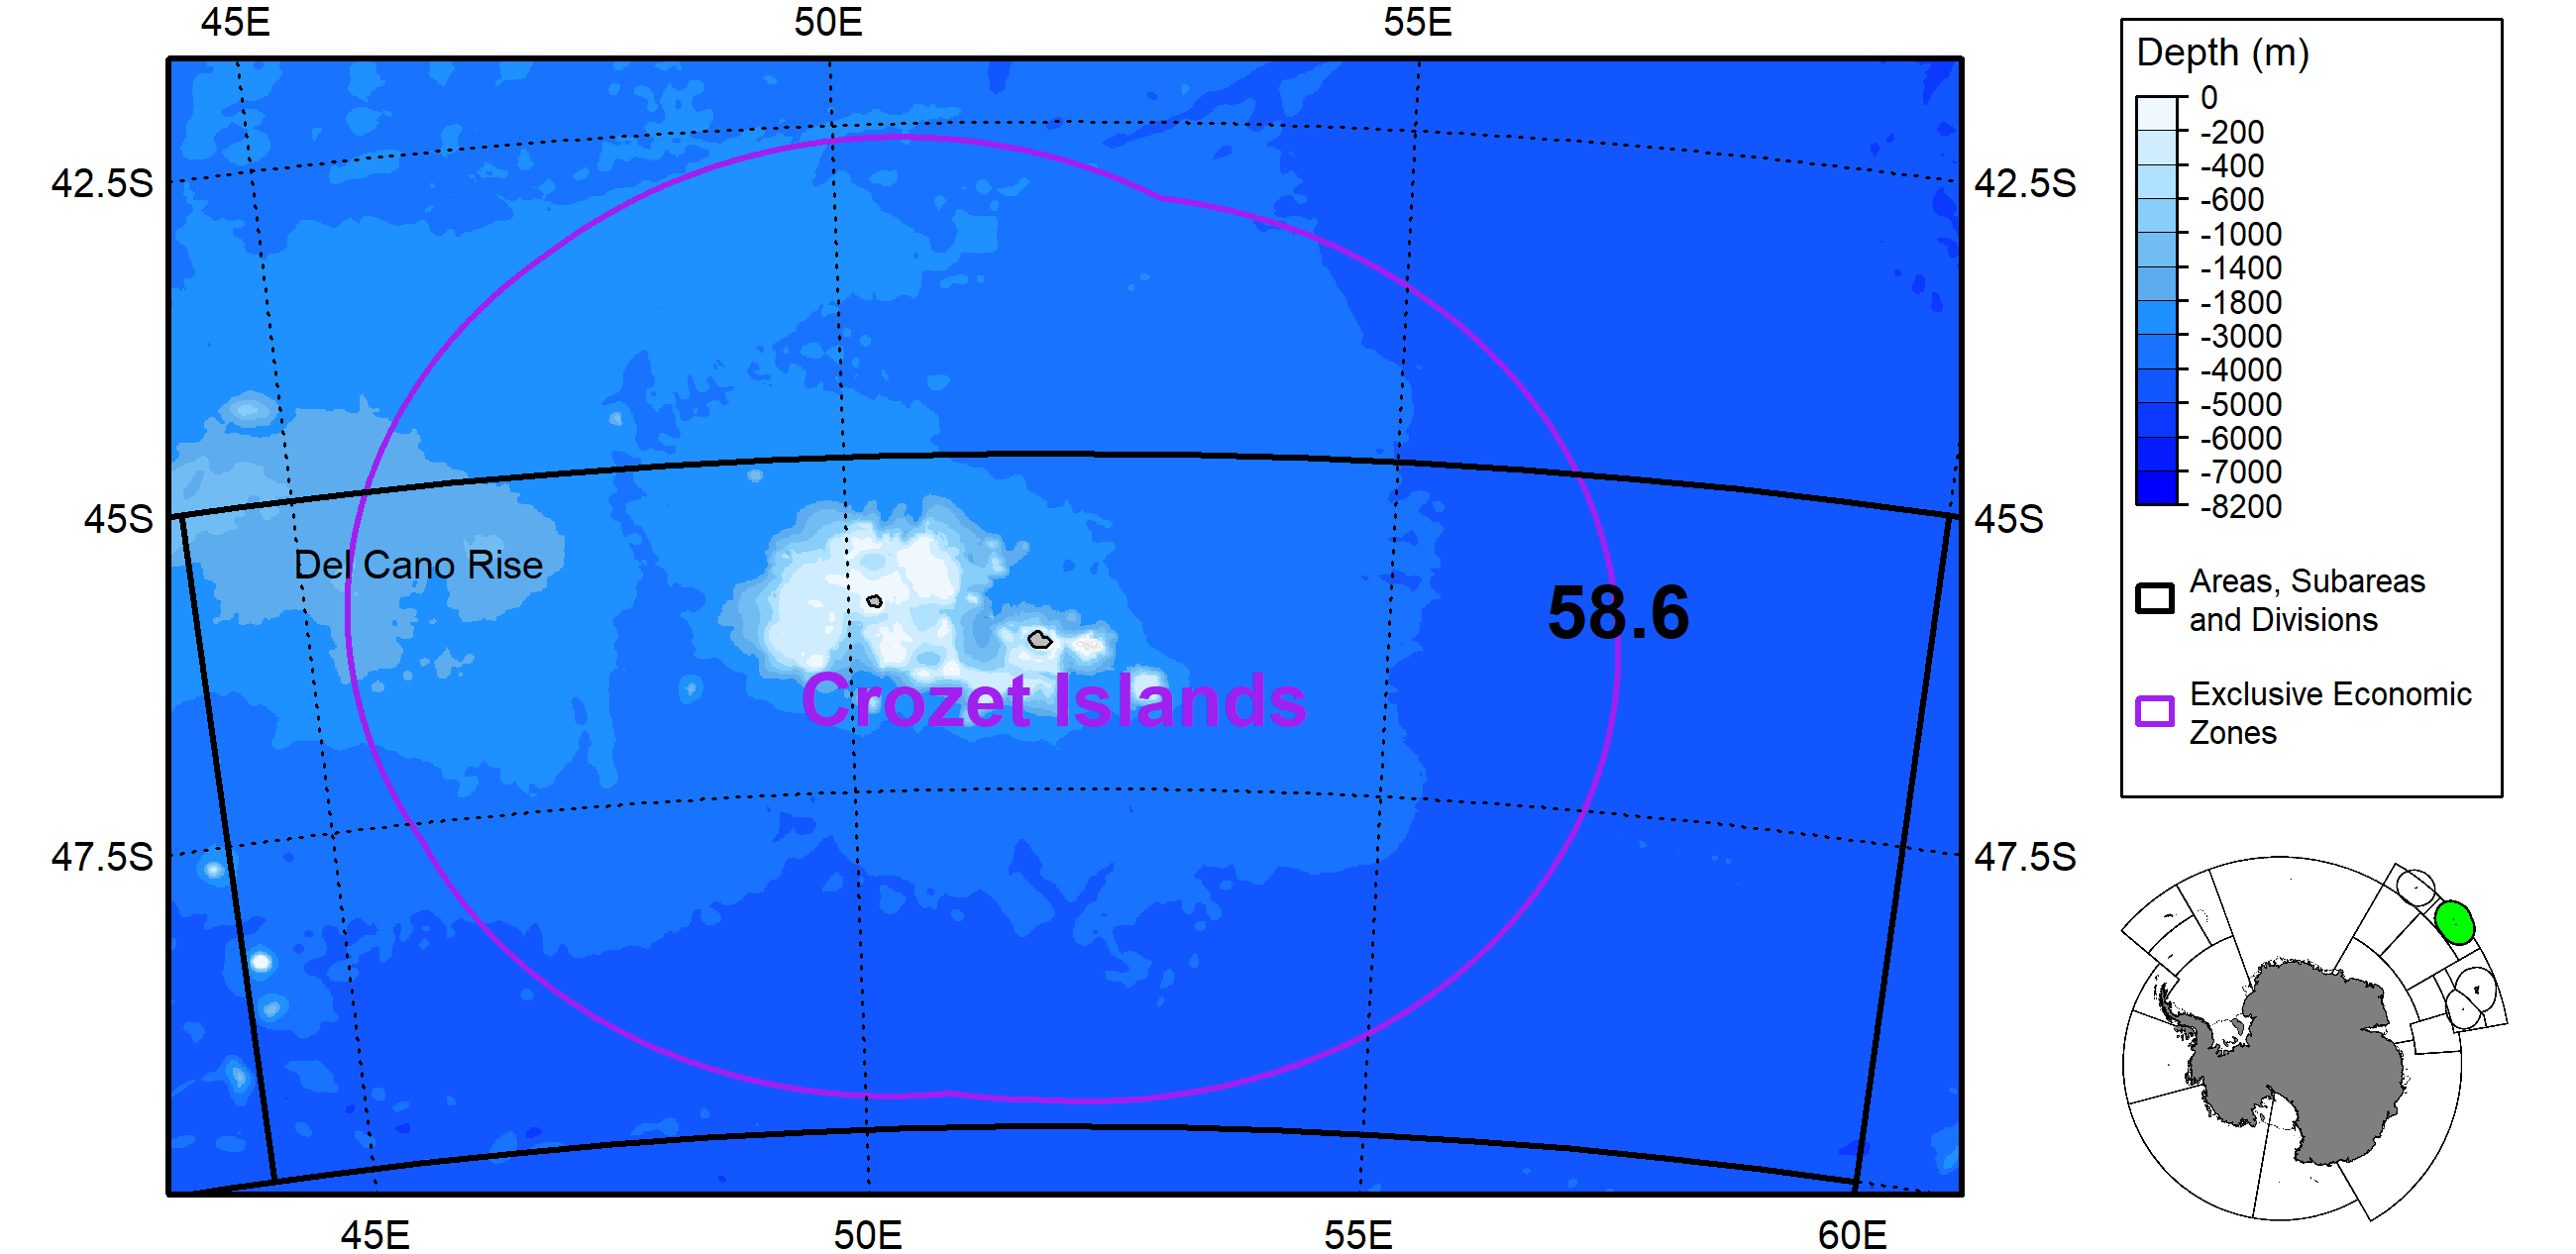 45E
50E
55E
42.5S
42.5S
45S
45S
47.5S
47.5S
Del Cano Rise
58.6
Crozet Islands
45E
50E
55E
60E
Depth (m)
0
-200
-400
-600
-1000
-1400
-1800
-3000
-4000
-5000
-6000
-7000
-8200
Areas, Subareas
and Divisions
Exclusive Economic
Zones